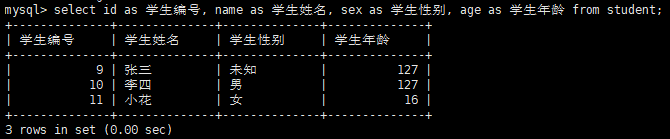 mysql> select id as 学生编号, name as 学生姓名, sex as 学生性别, age as 学生年龄 from student;
+--------------+--------------+--------------+--------------+
| 学生编号     | 学生姓名     | 学生性别     | 学生年龄     |
+--------------+--------------+--------------+--------------+
|            9 | 张三         | 未知         |          127 |
|           10 | 李四         | 男           |          127 |
|           11 | 小花         | 女           |           16 |
+--------------+--------------+--------------+--------------+
3 rows in set (0.00 sec)